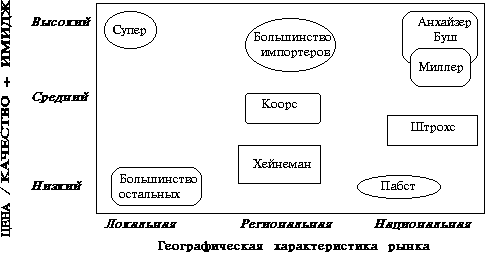 ЦЕНА / КАЧЕСТВО + ИМИДЖ
Высокий
Супер
Большинство
импортеров
Анхайзер
Буш
Миллер
Средний
Коорс
Штрохс
Хейнеман
Низкий
Большинство
остальных
Пабст
Локальная
Региональная
Национальная
Географическая характеристика рынка